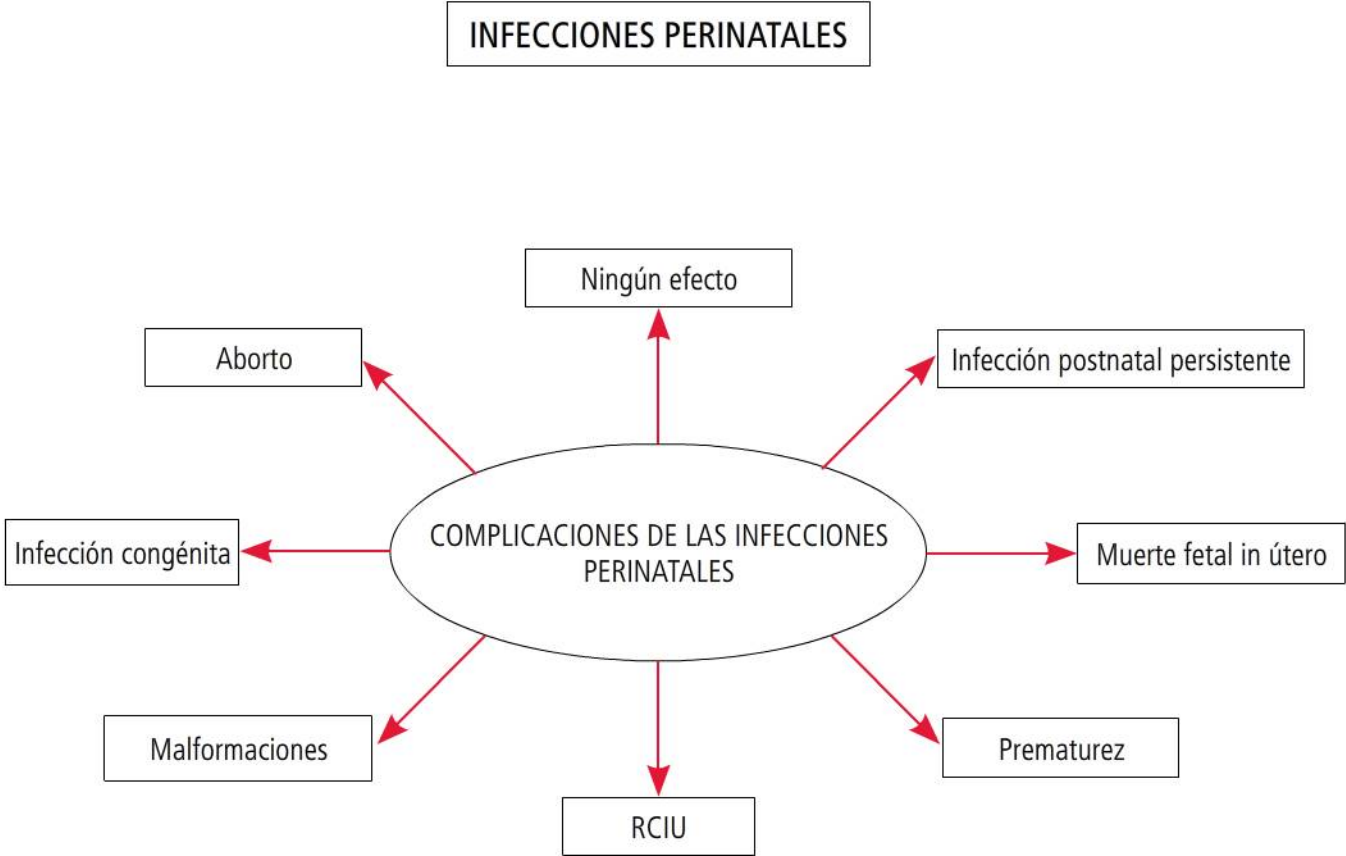 INFECCIONES PERINATALES
Ningún efecto
Aborto
Infección postnatal persistente
Infección congénita
COMPLICACIONES DE LAS INFECCIONES
PERINATALES
Muerte fetal in útero
Malformaciones
Prematurez
RCIU